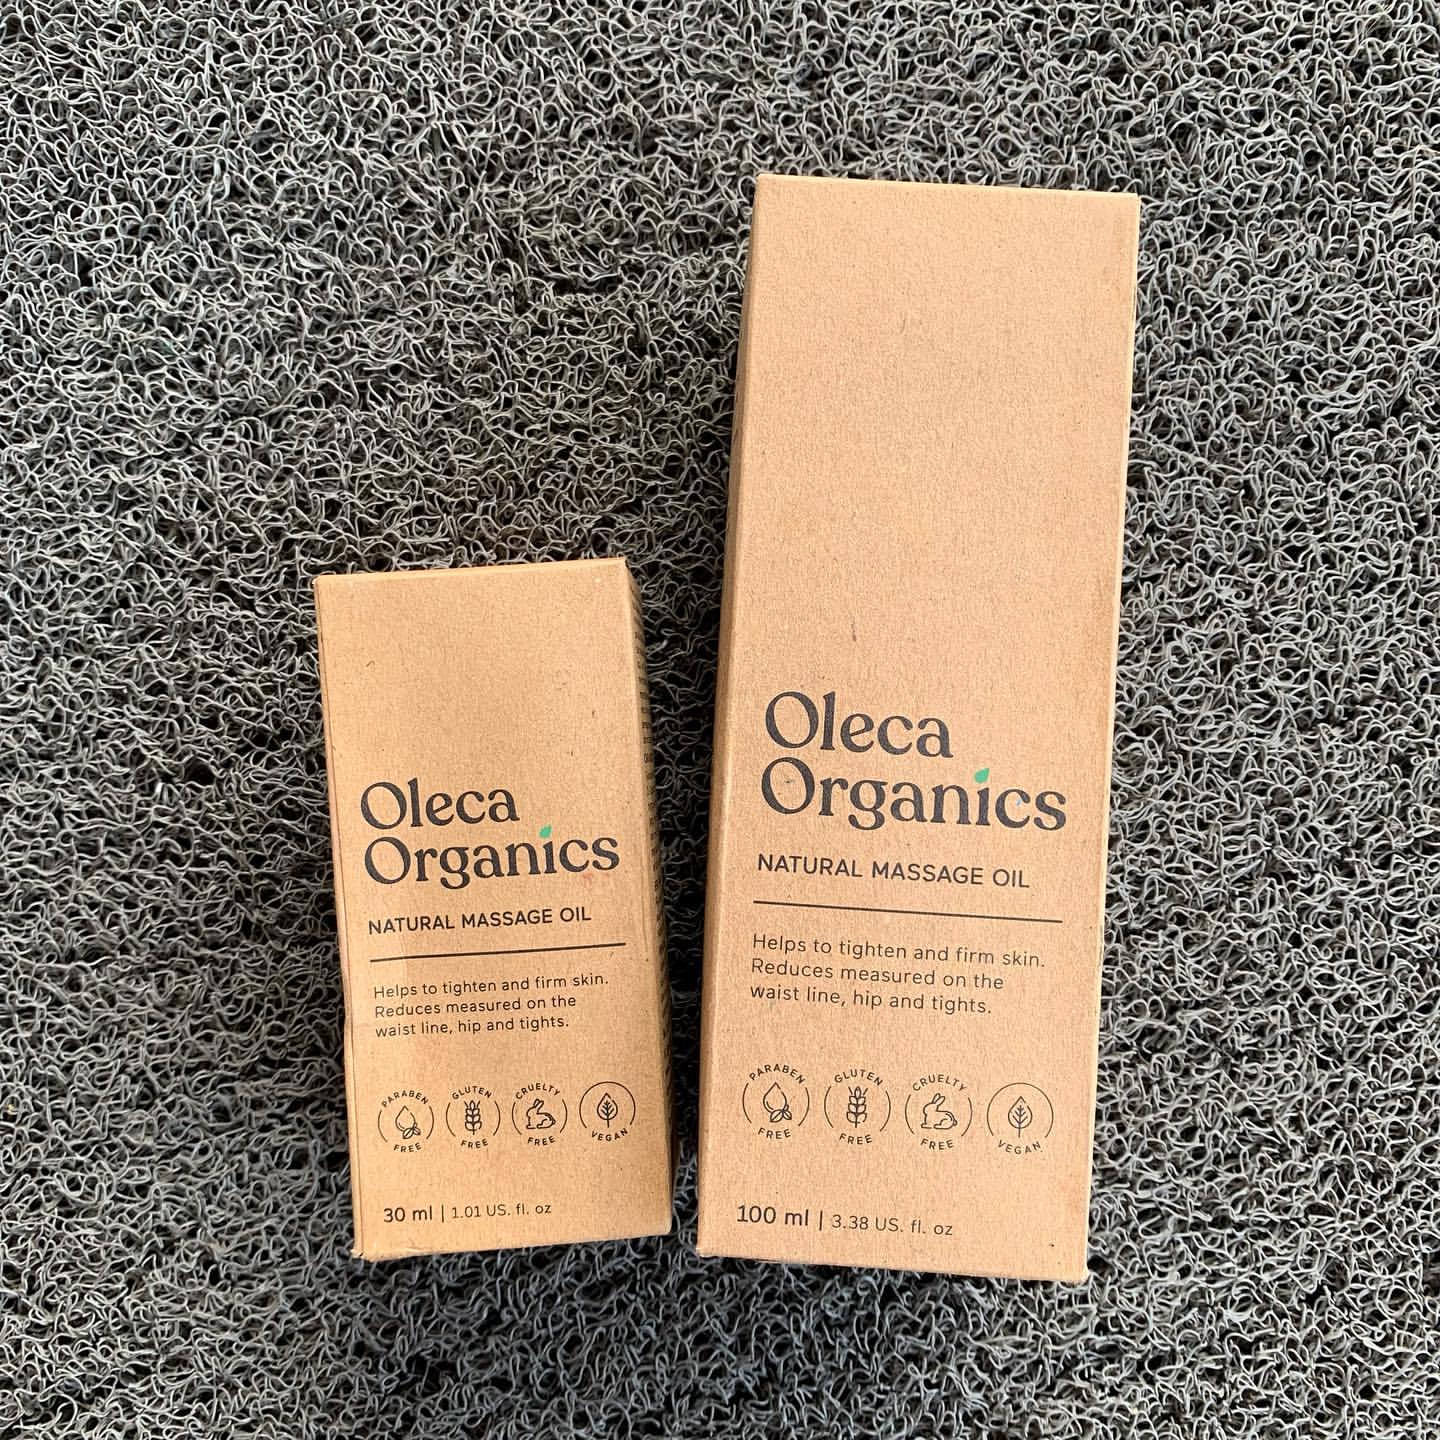 Oleca
Organics
NATURAL MASSAGE OIL
Helps to tighten and firm skin.
Reduces measured on the
waist line, hip and tights.
PARABEN FREE
GLUTEN FREE
CRUELTY FREE
VEGAN
30 ml | 1.01 US. fl. oz
Oleca
Organics
NATURAL MASSAGE OIL
Helps to tighten and firm skin.
Reduces measured on the
waist line, hip and tights.
PARABEN FREE
GLUTEN FREE
CRUELTY FREE
VEGAN
100 ml | 3.38 US. fl. oz